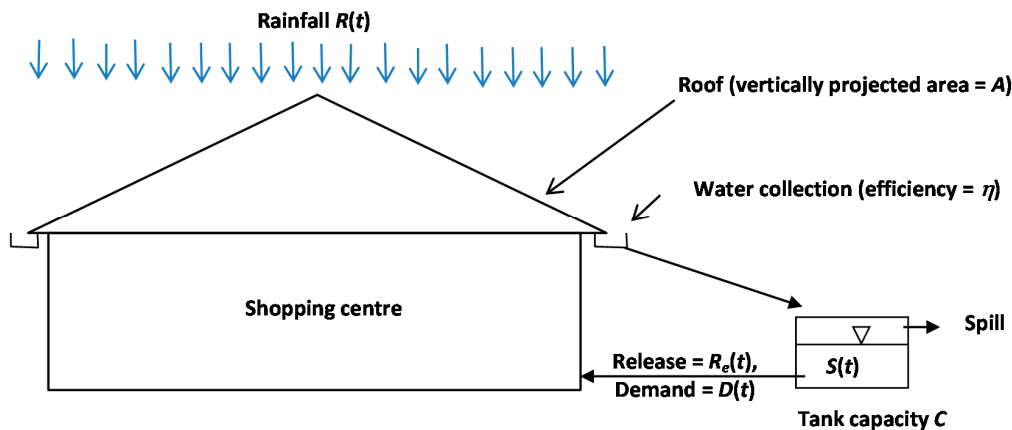 Rainfall R(t)
Roof (vertically projected area = A)
Water collection (efficiency = η)
Shopping centre
Spill
Release = Re(t),
Demand = D(t)
S(t)
Tank capacity C